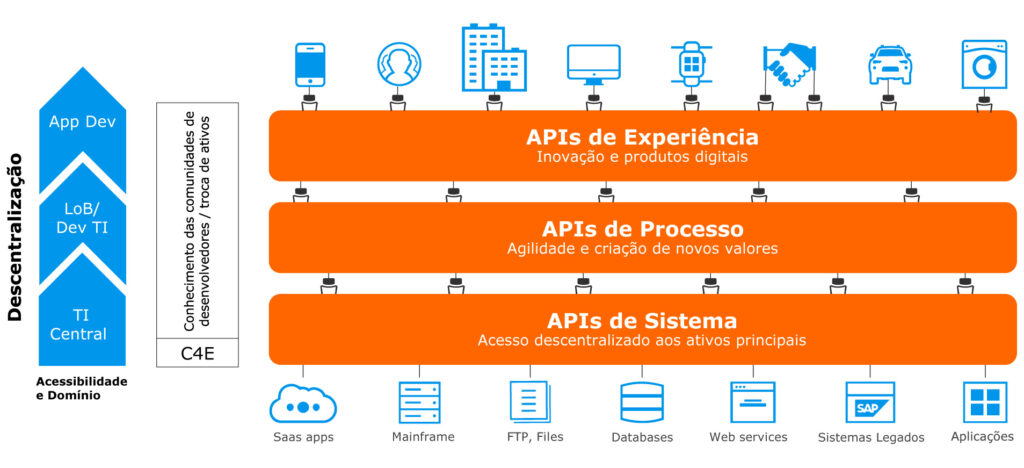 Descentralização
App Dev
LoB/
Dev TI
TI
Central
Acessibilidade
e Domínio
Conhecimento das comunidades de
desenvolvedores / troca de ativos
C4E
APIs de Experiência
Inovação e produtos digitais
APIs de Processo
Agilidade e criação de novos valores
APIs de Sistema
Acesso descentralizado aos ativos principais
SAP
Saas apps
Mainframe
FTP, Files
Databases
Web services
Sistemas Legados
Aplicações